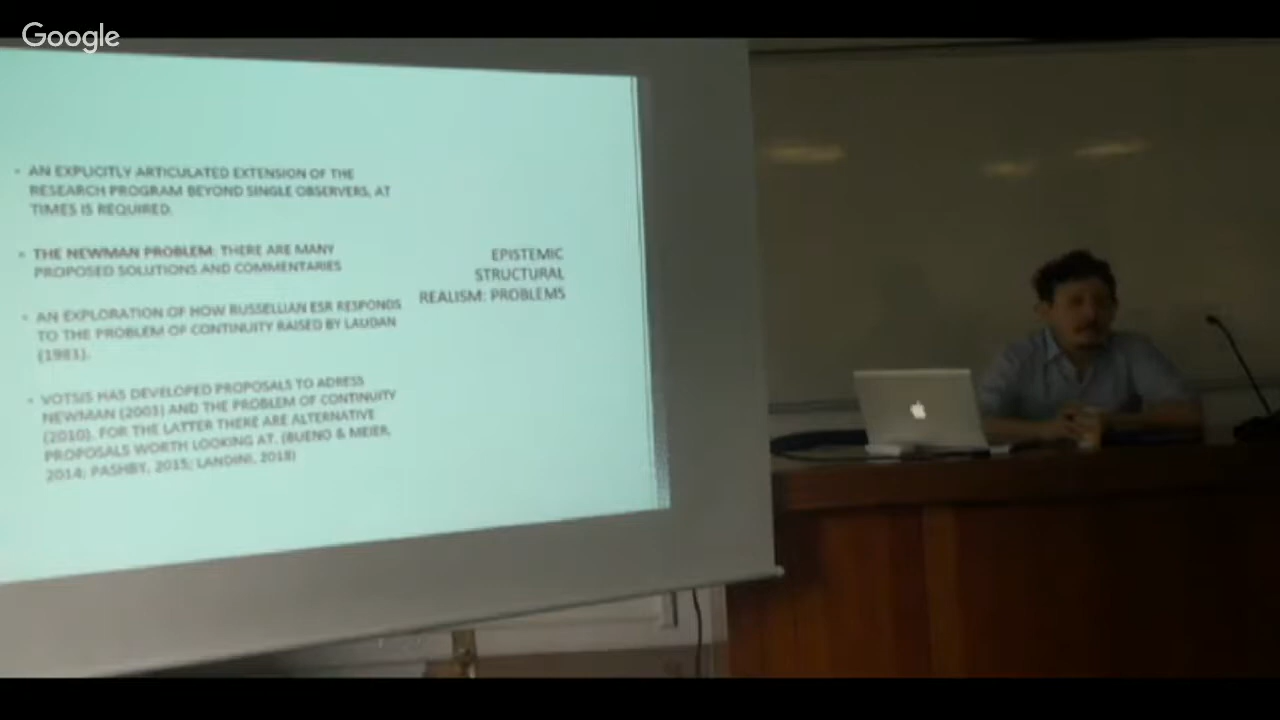 Google
• AN EXPLICITLY ARTICULATED EXTENSION OF THE
RESEARCH PROGRAM BEYOND SINGLE OBSERVERS, AT
TIMES IS REQUIRED.
• THE NEWMAN PROBLEM: THERE ARE MANY
PROPOSED SOLUTIONS AND COMMENTARIES
• AN EXPLORATION OF HOW RUSSELLIAN ESR RESPONDS
TO THE PROBLEM OF CONTINUITY RAISED BY LAUDAN
(1981).
• VOTSIS HAS DEVELOPED PROPOSALS TO ADRESS
NEWMAN (2003) AND THE PROBLEM OF CONTINUITY
(2010). FOR THE LATTER THERE ARE ALTERNATIVE
PROPOSALS WORTH LOOKING AT. (BUENO & MEIER,
2014; PASHBY, 2015; LANDINI, 2018)
EPISTEMIC
STRUCTURAL
REALISM: PROBLEMS